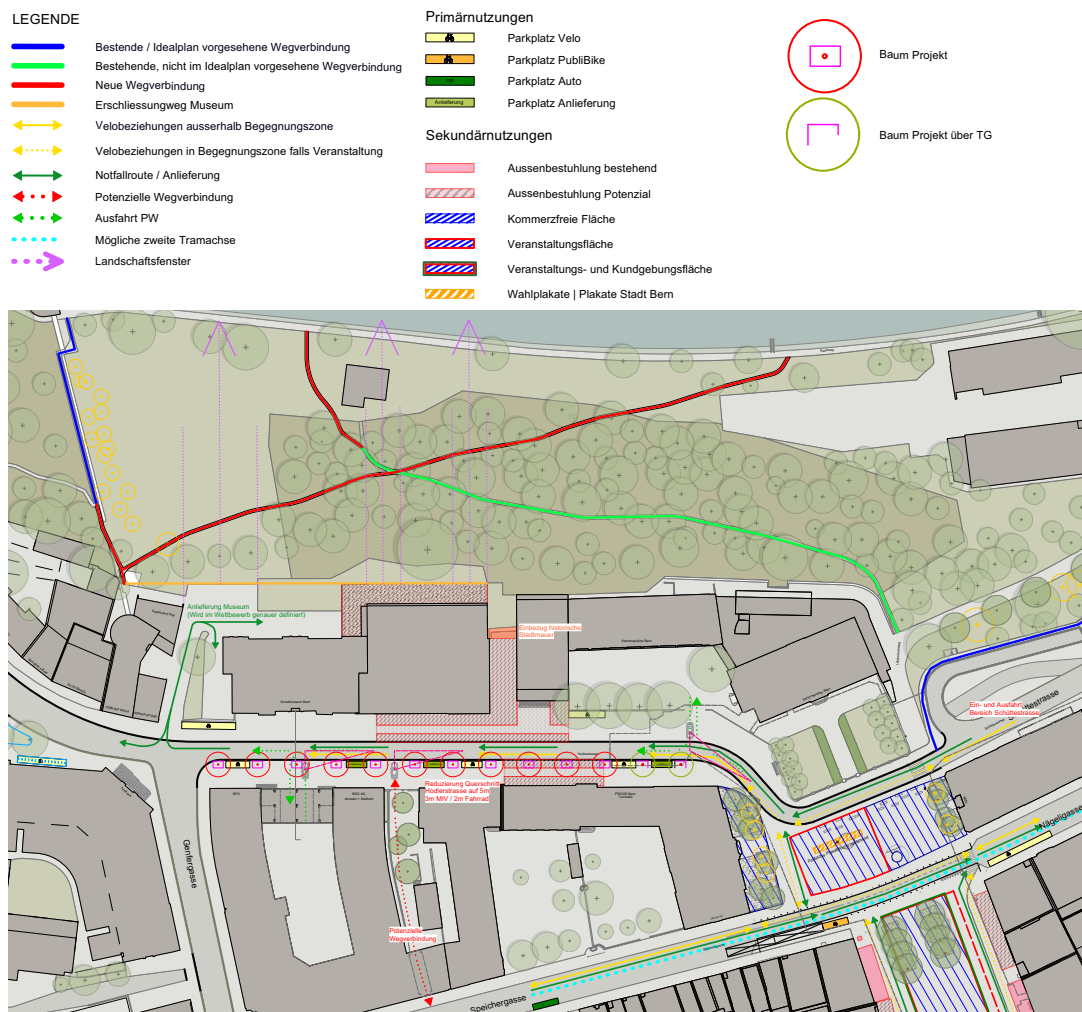 LEGENDE
Bestende / Idealplan vorgesehene Wegverbindung
Bestehende, nicht im Idealplan vorgesehene Wegverbindung
Neue Wegverbindung
Erschliessungweg Museum
Velobeziehungen ausserhalb Begegnungszone
Velobeziehungen in Begegnungszone falls Veranstaltung
Notfallroute / Anlieferung
Potenzielle Wegverbindung
Ausfahrt PW
Mögliche zweite Tramachse
Landschaftsfenster
Primärnutzungen
Parkplatz Velo
Parkplatz PubliBike
Parkplatz Auto
Anlieferung
Parkplatz Anlieferung
Sekundärnutzungen
Aussenbestuhlung bestehend
Aussenbestuhlung Potenzial
Kommerzfreie Fläche
Veranstaltungsfläche
Veranstaltungs- und Kundgebungsfläche
Wahlplakate | Plakate Stadt Bern
Baum Projekt
Baum Projekt über TG
Anlieferung Museum
(Wird im Wettbewerb genauer definiert)
Einbezug historische
Stadtmauer
Ein- und Ausfahrt
Bereich Schüttestrasse
Reduzierung Querschnitt
Hodlerstrasse auf 5m
3m MIV / 2m Fahrrad
Genfergasse
Nägeligasse
Potenzielle
Wegverbindung
Speichergasse